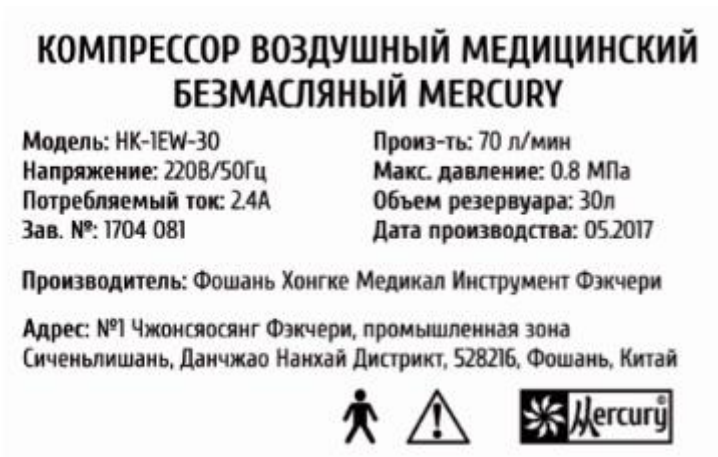 КОМПРЕССОР ВОЗДУШНЫЙ МЕДИЦИНСКИЙ
БЕЗМАСЛЯНЫЙ MERCURY
Модель: HK-1EW-30
Напряжение: 220В/50Гц
Потребляемый ток: 2.4А
Зав. №: 1704 081
Произ-ть: 70 л/мин
Макс. давление: 0.8 МПа
Объем резервуара: 30л
Дата производства: 05.2017
Производитель: Фошань Хонгке Медикал Инструмент Фэкчери
Адрес: №1 Чжонсяосянг Фэкчери, промышленная зона
Сиченьлишань, Данчжао Нанхай Дистрикт, 528216, Фошань, Китай
Mercury©